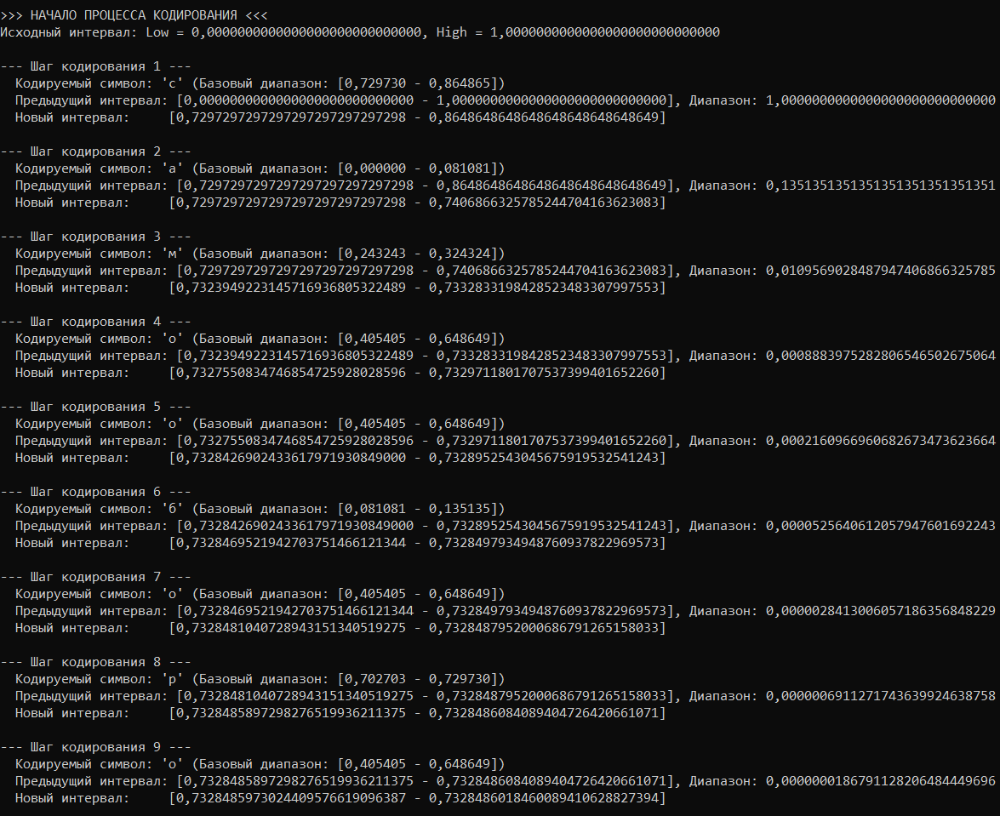 >>> НАЧАЛО ПРОЦЕССА КОДИРОВАНИЯ <<<
Исходный интервал: Low = 0,0000000000000000000000000000, High = 1,0000000000000000000000000000
--- Шаг кодирования 1 ---
Кодируемый символ: 'с' (Базовый диапазон: [0,729730 - 0,864865])
Предыдущий интервал: [0,0000000000000000000000000000 - 1,0000000000000000000000000000], Диапазон: 1,0000000000000000000000000000
Новый интервал: [0,7297297297297297297297297298 - 0,8648648648648648648648648649]
--- Шаг кодирования 2 ---
Кодируемый символ: 'а' (Базовый диапазон: [0,000000 - 0,081081])
Предыдущий интервал: [0,7297297297297297297297297298 - 0,8648648648648648648648648649], Диапазон: 0,1351351351351351351351351351
Новый интервал: [0,7297297297297297297297297298 - 0,7406866325785244704163623083]
--- Шаг кодирования 3 ---
Кодируемый символ: 'м' (Базовый диапазон: [0,243243 - 0,324324])
Предыдущий интервал: [0,7297297297297297297297297298 - 0,7406866325785244704163623083], Диапазон: 0,0109569028487947406866325785
Новый интервал: [0,7323949223145716936805322489 - 0,7332833198428523483307997553]
--- Шаг кодирования 4 ---
Кодируемый символ: 'о' (Базовый диапазон: [0,405405 - 0,648649])
Предыдущий интервал: [0,7323949223145716936805322489 - 0,7332833198428523483307997553], Диапазон: 0,0008883975282806546502675064
Новый интервал: [0,7327550834746854725928028596 - 0,7329711801707537399401652260]
--- Шаг кодирования 5 ---
Кодируемый символ: 'о' (Базовый диапазон: [0,405405 - 0,648649])
Предыдущий интервал: [0,7327550834746854725928028596 - 0,7329711801707537399401652260], Диапазон: 0,0002160966960682673473623664
Новый интервал: [0,7328426902433617971930849000 - 0,7328952543045675919532541243]
--- Шаг кодирования 6 ---
Кодируемый символ: 'б' (Базовый диапазон: [0,081081 - 0,135135])
Предыдущий интервал: [0,7328426902433617971930849000 - 0,7328952543045675919532541243], Диапазон: 0,0000525640612057947601692243
Новый интервал: [0,7328469521942703751466121344 - 0,7328497934948760937822969573]
--- Шаг кодирования 7 ---
Кодируемый символ: 'о' (Базовый диапазон: [0,405405 - 0,648649])
Предыдущий интервал: [0,7328469521942703751466121344 - 0,7328497934948760937822969573], Диапазон: 0,0000028413006057186356848229
Новый интервал: [0,7328481040728943151340519275 - 0,7328487952000686791265158033]
--- Шаг кодирования 8 ---
Кодируемый символ: 'р' (Базовый диапазон: [0,702703 - 0,729730])
Предыдущий интервал: [0,7328481040728943151340519275 - 0,7328487952000686791265158033], Диапазон: 0,0000006911271743639924638758
Новый интервал: [0,7328485897298276519936211375 - 0,7328486084089404726420661071]
--- Шаг кодирования 9 ---
Кодируемый символ: 'о' (Базовый диапазон: [0,405405 - 0,648649])
Предыдущий интервал: [0,7328485897298276519936211375 - 0,7328486084089404726420661071], Диапазон: 0,0000000186791128206484449696
Новый интервал: [0,7328485973024409576619096387 - 0,7328486018460089410628827394]